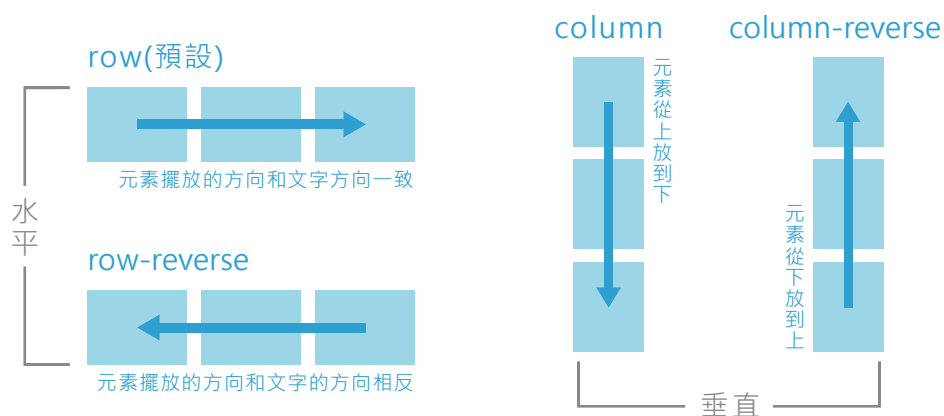 row(預設)
元素擺放的方向和文字方向一致
水平
row-reverse
元素擺放的方向和文字的方向相反
column
元素從上放到下
column-reverse
元素從下放到上
垂直